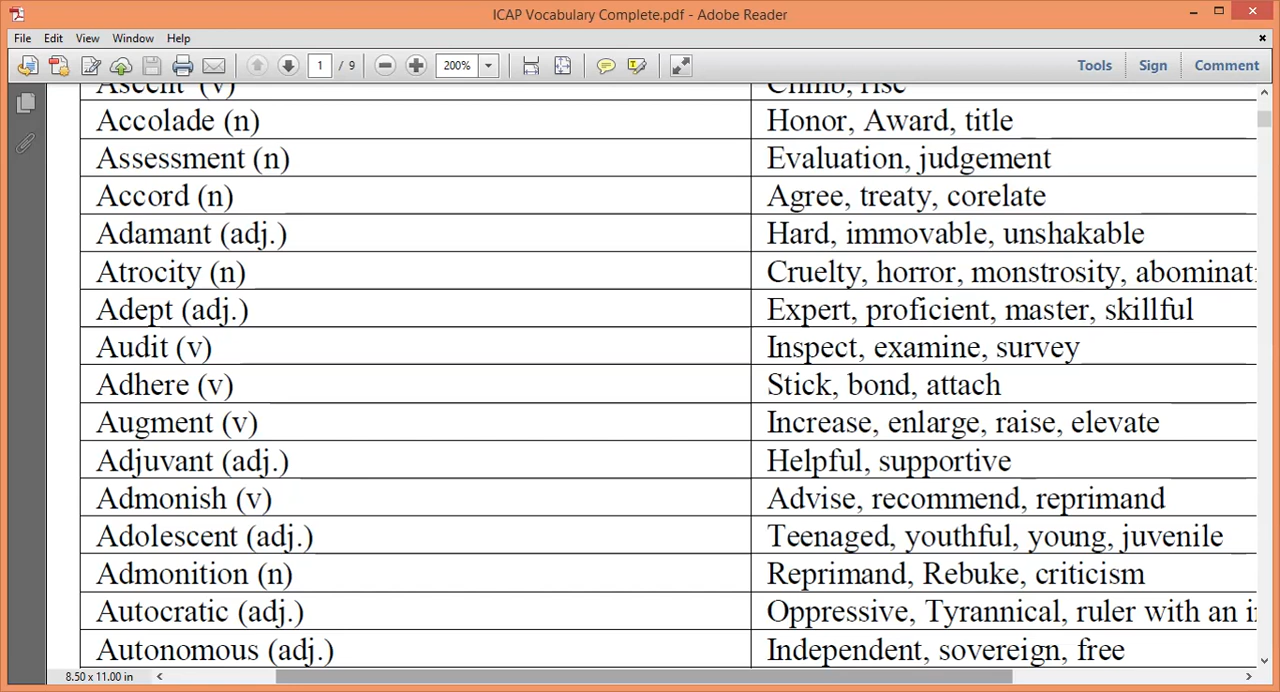 ICAP Vocabulary Complete.pdf - Adobe Reader
File Edit View Window Help
1 / 9 200% Tools Sign Comment
Ascent (v) Climb, rise
Accolade (n) Honor, Award, title
Assessment (n) Evaluation, judgement
Accord (n) Agree, treaty, corelate
Adamant (adj.) Hard, immovable, unshakable
Atrocity (n) Cruelty, horror, monstrosity, abominati
Adept (adj.) Expert, proficient, master, skillful
Audit (v) Inspect, examine, survey
Adhere (v) Stick, bond, attach
Augment (v) Increase, enlarge, raise, elevate
Adjuvant (adj.) Helpful, supportive
Admonish (v) Advise, recommend, reprimand
Adolescent (adj.) Teenaged, youthful, young, juvenile
Admonition (n) Reprimand, Rebuke, criticism
Autocratic (adj.) Oppressive, Tyrannical, ruler with an i
Autonomous (adj.) Independent, sovereign, free
8.50 x 11.00 in